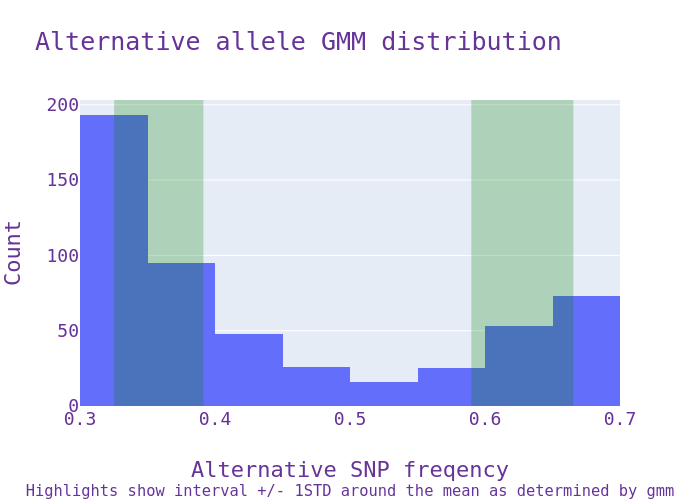 Alternative allele GMM distribution
200
150
100
50
0
Count
0.3 0.4 0.5 0.6 0.7
Alternative SNP freqency
Highlights show interval +/- 1STD around the mean as determined by gmm